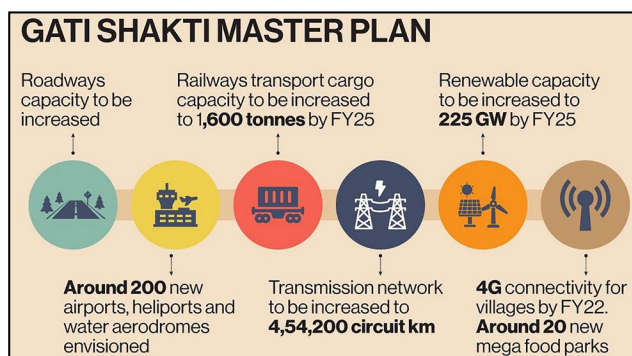 GATI SHAKTI MASTER PLAN
Roadways
capacity to be
increased
Railways transport cargo
capacity to be increased
to 1,600 tonnes by FY25
Renewable capacity
to be increased to
225 GW by FY25
Around 200 new
airports, heliports and
water aerodromes
envisioned
Transmission network
to be increased to
4,54,200 circuit km
4G connectivity for
villages by FY22.
Around 20 new
mega food parks